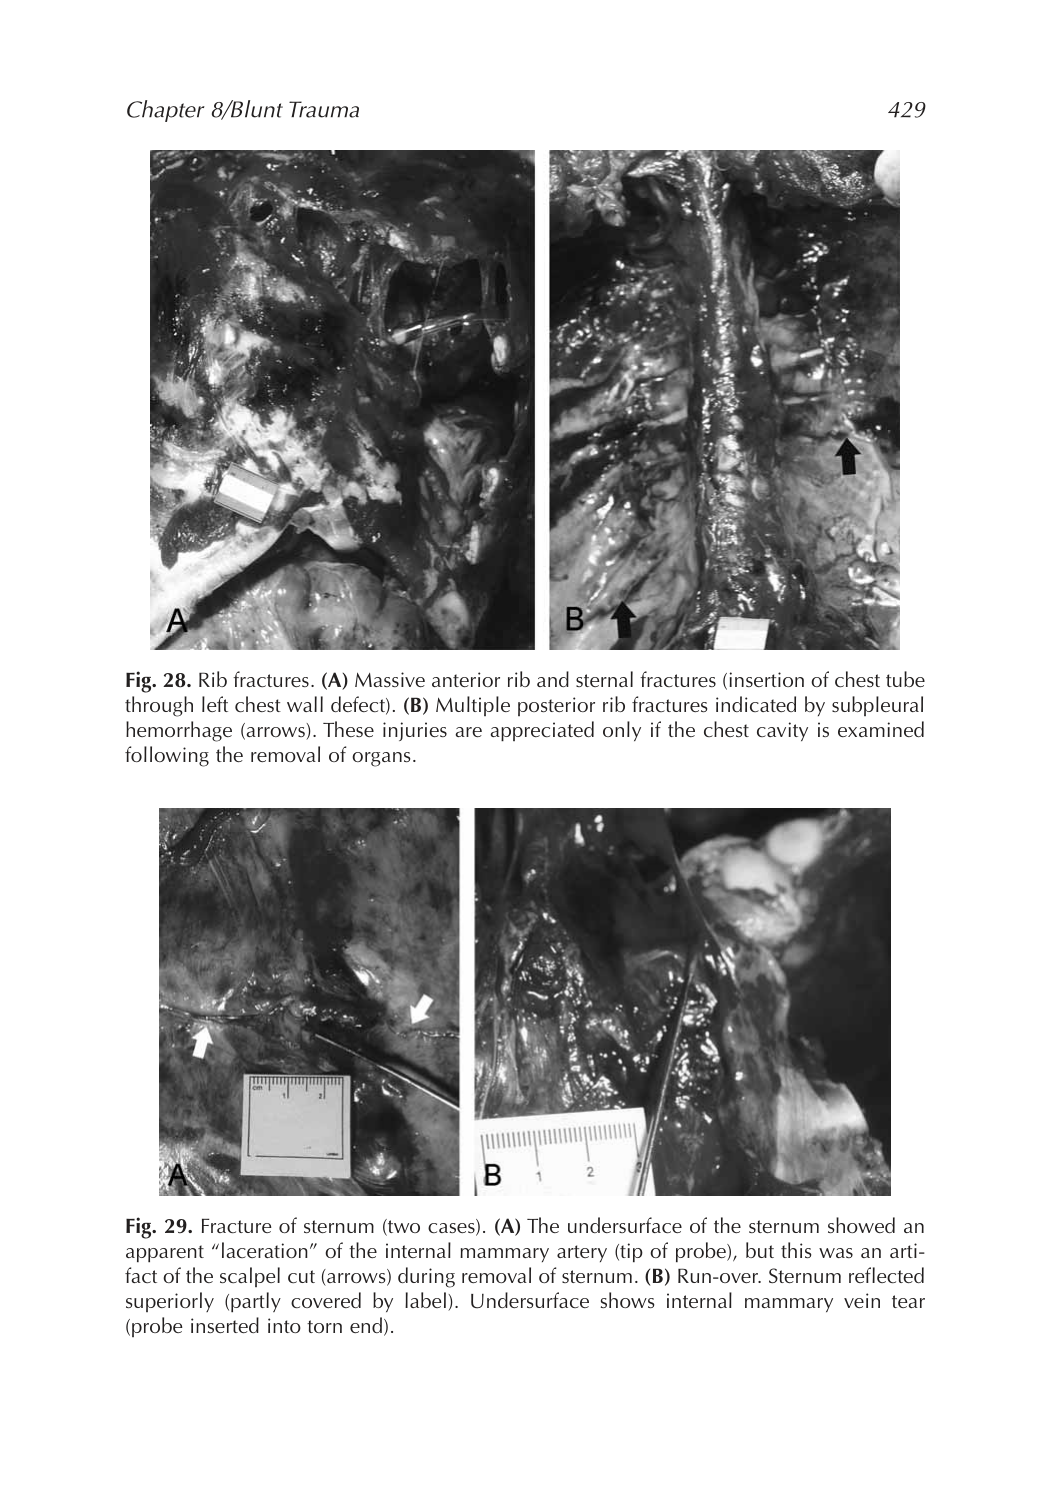 Chapter 8/Blunt Trauma 429
A
B
Fig. 28. Rib fractures. (A) Massive anterior rib and sternal fractures (insertion of chest tube
through left chest wall defect). (B) Multiple posterior rib fractures indicated by subpleural
hemorrhage (arrows). These injuries are appreciated only if the chest cavity is examined
following the removal of organs.
cm 1 2
A
1 2 3
B
Fig. 29. Fracture of sternum (two cases). (A) The undersurface of the sternum showed an
apparent “laceration” of the internal mammary artery (tip of probe), but this was an arti-
fact of the scalpel cut (arrows) during removal of sternum. (B) Run-over. Sternum reflected
superiorly (partly covered by label). Undersurface shows internal mammary vein tear
(probe inserted into torn end).